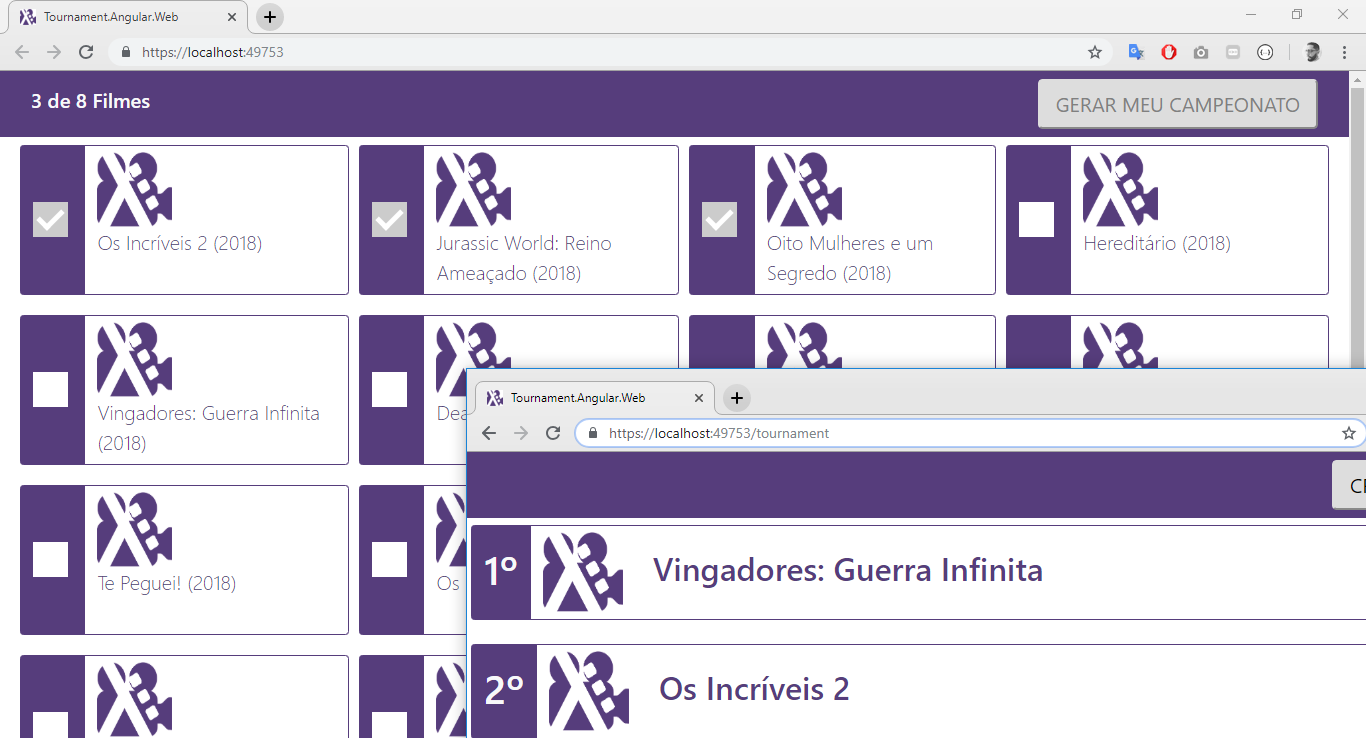 Tournament.Angular.Web
https://localhost:49753
3 de 8 Filmes
GERAR MEU CAMPEONATO
Os Incríveis 2 (2018)
Jurassic World: Reino
Ameaçado (2018)
Oito Mulheres e um
Segredo (2018)
Hereditário (2018)
Vingadores: Guerra Infinita
(2018)
Te Peguei! (2018)
Os
Tournament.Angular.Web
https://localhost:49753/tournament
1º
Vingadores: Guerra Infinita
2º
Os Incríveis 2